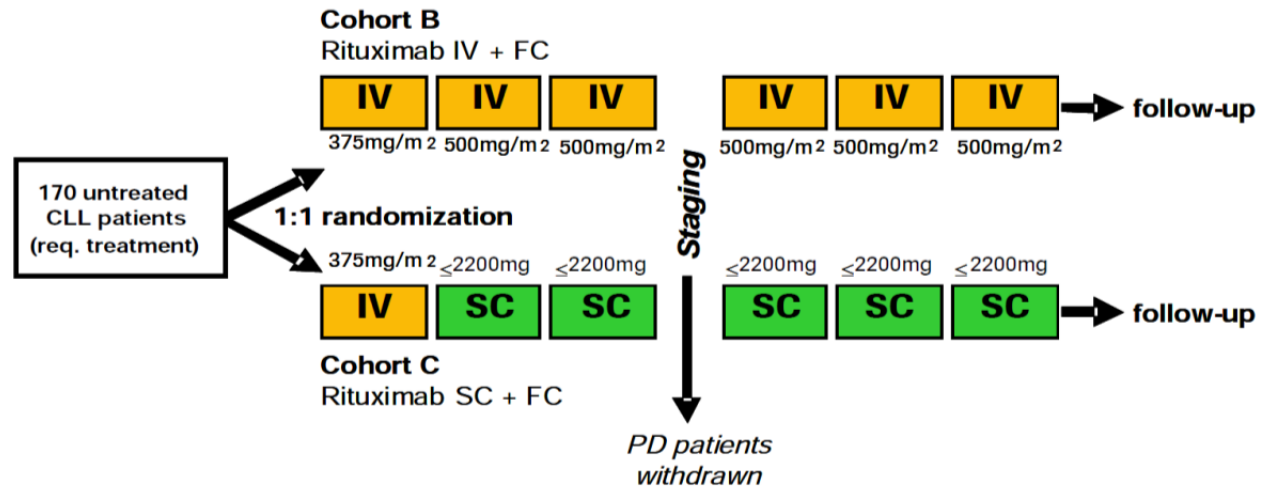 Cohort B
Rituximab IV + FC
IV IV IV IV IV IV
375mg/m2 500mg/m2 500mg/m2 500mg/m2 500mg/m2 500mg/m2
follow-up
170 untreated
CLL patients
(req. treatment)
1:1 randomization
Staging
375mg/m2 ≤2200mg ≤2200mg ≤2200mg ≤2200mg ≤2200mg
IV SC SC SC SC SC
follow-up
Cohort C
Rituximab SC + FC
PD patients
withdrawn